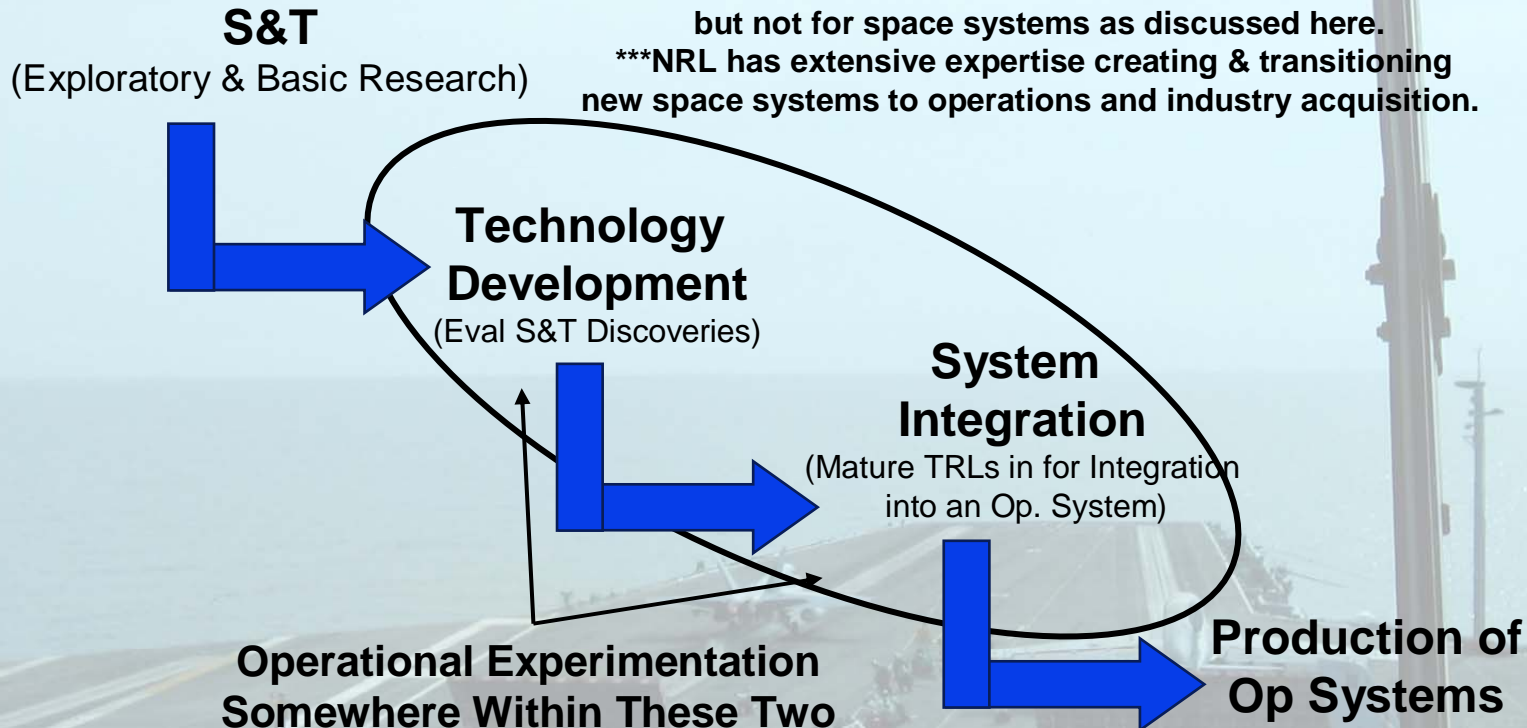 S&T
(Exploratory & Basic Research)
but not for space systems as discussed here.
***NRL has extensive expertise creating & transitioning
new space systems to operations and industry acquisition.
Technology
Development
(Eval S&T Discoveries)
System
Integration
(Mature TRLs in for Integration
into an Op. System)
Operational Experimentation
Somewhere Within These Two
Production of
Op Systems